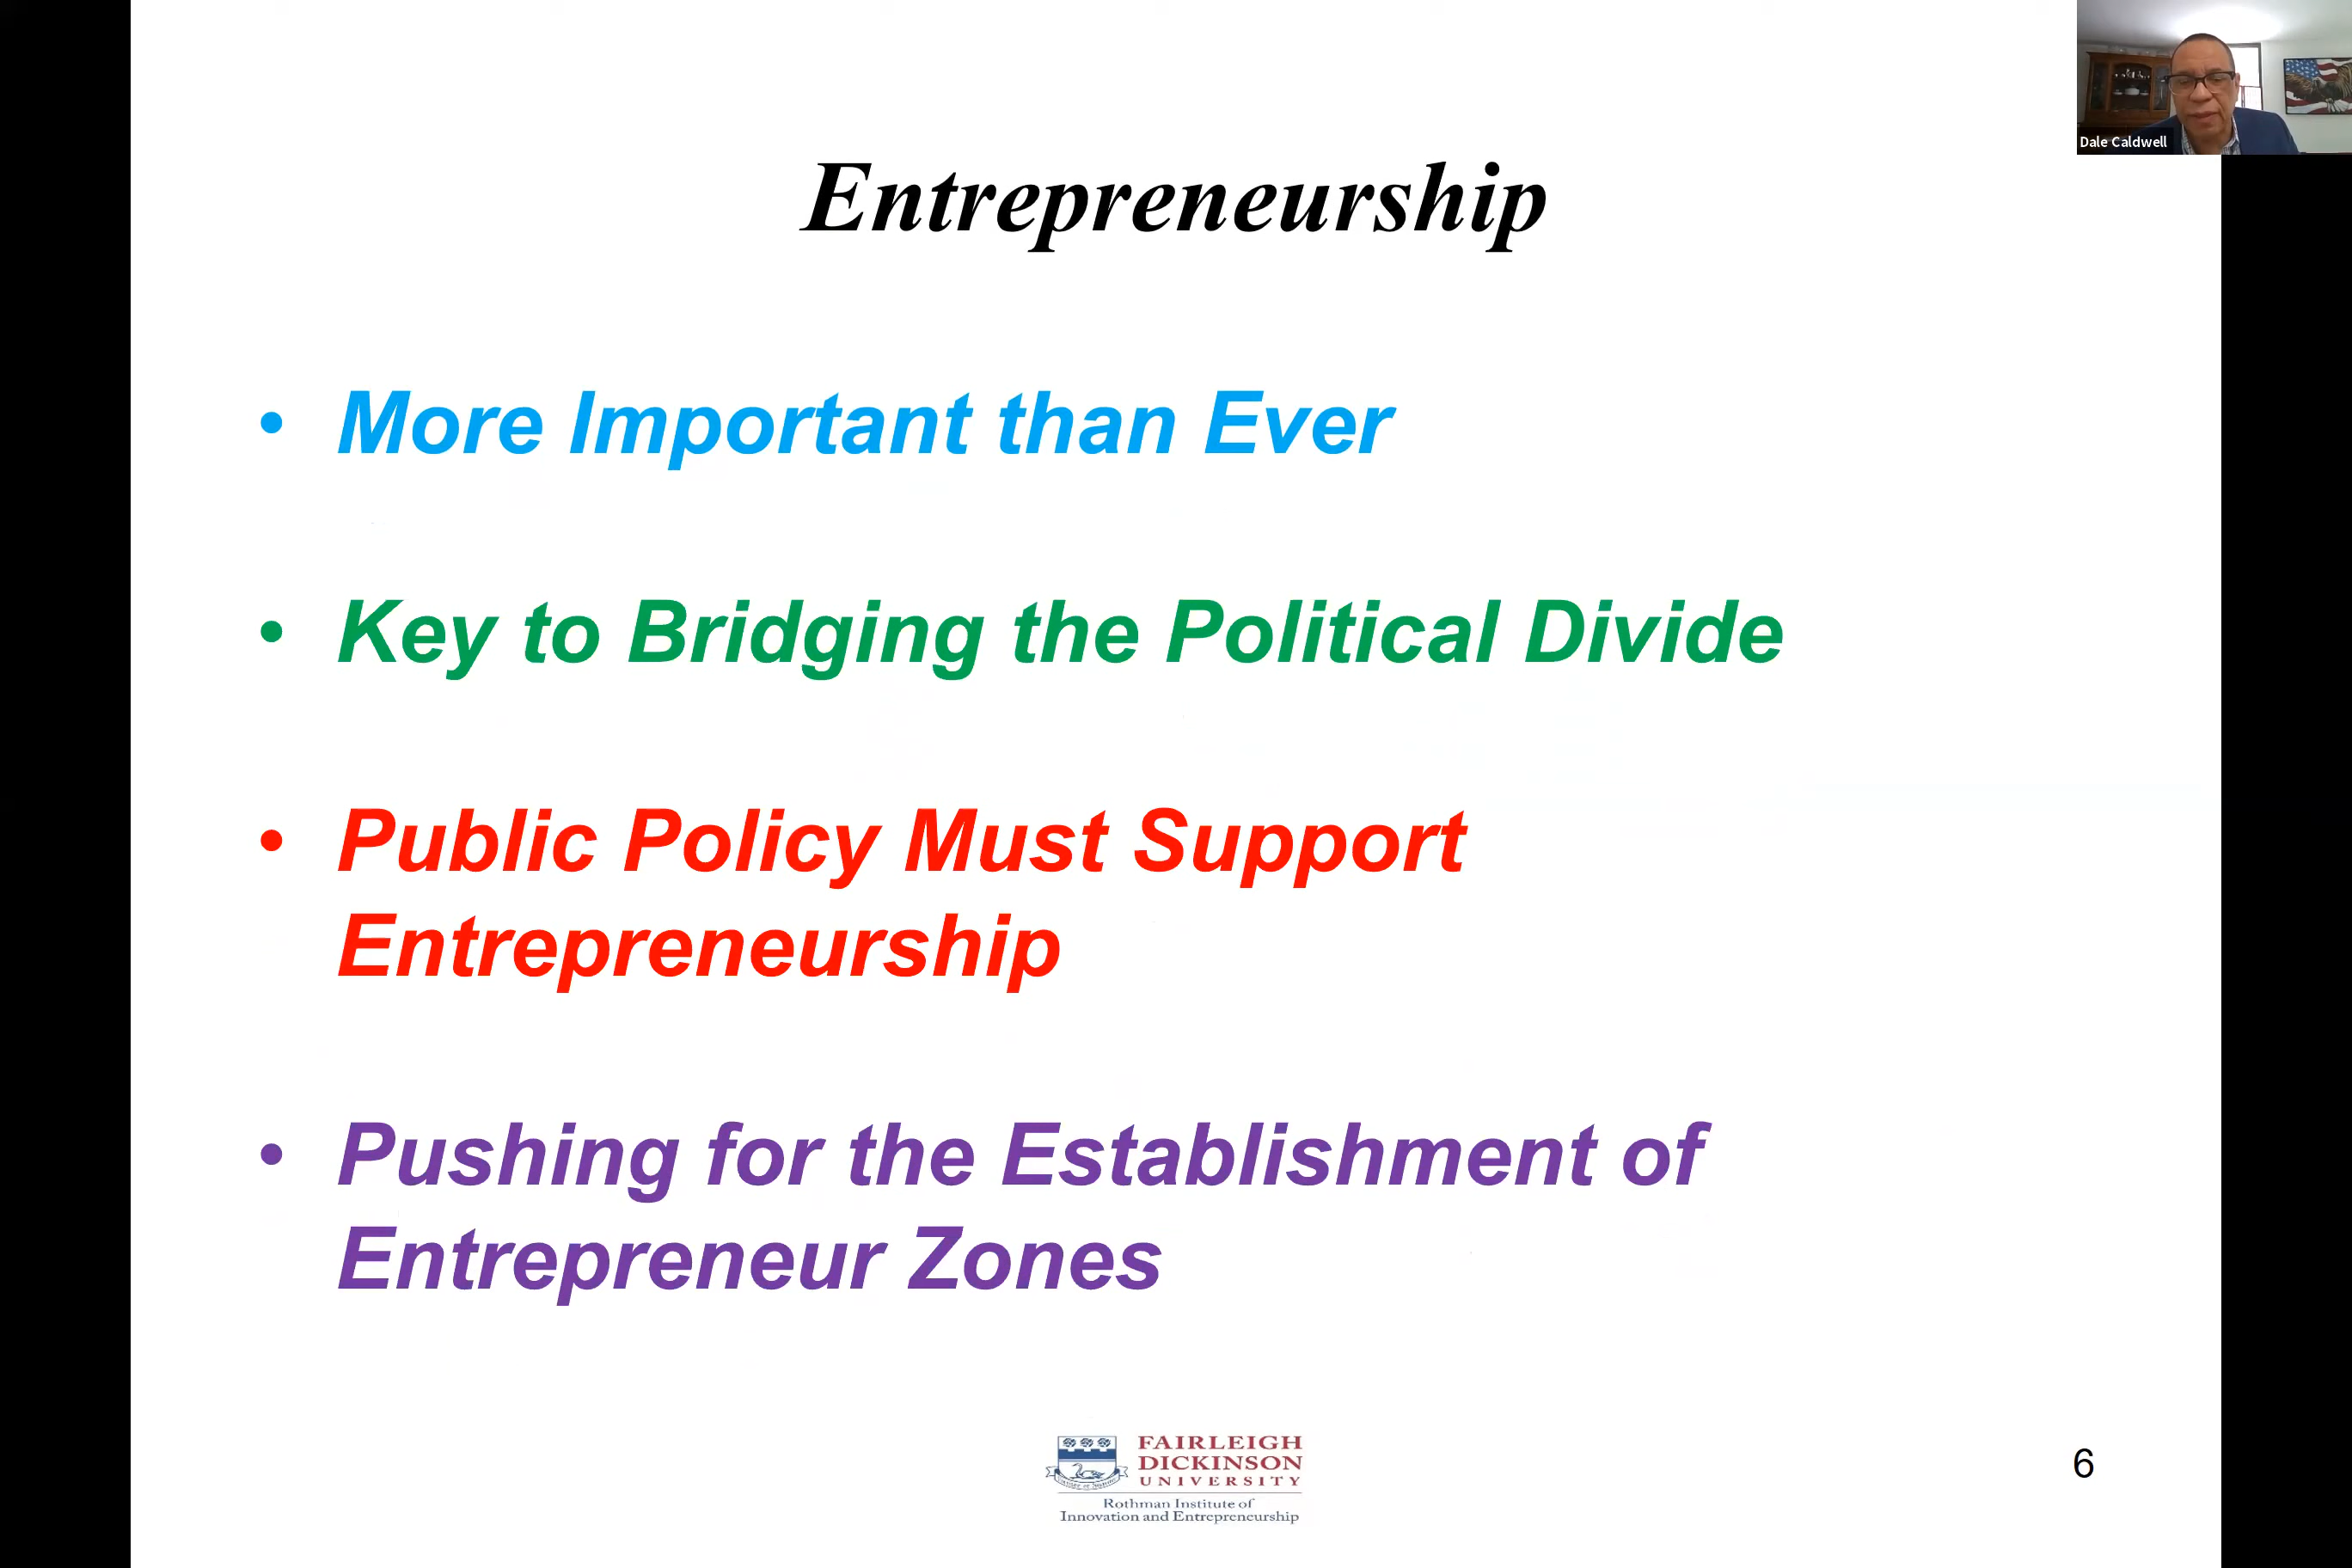 Dale Caldwell
Entrepreneurship
• More Important than Ever
• Key to Bridging the Political Divide
• Public Policy Must Support
Entrepreneurship
• Pushing for the Establishment of
Entrepreneur Zones
FAIRLEIGH
DICKINSON
UNIVERSITY
Rothman Institute of
Innovation and Entrepreneurship
6